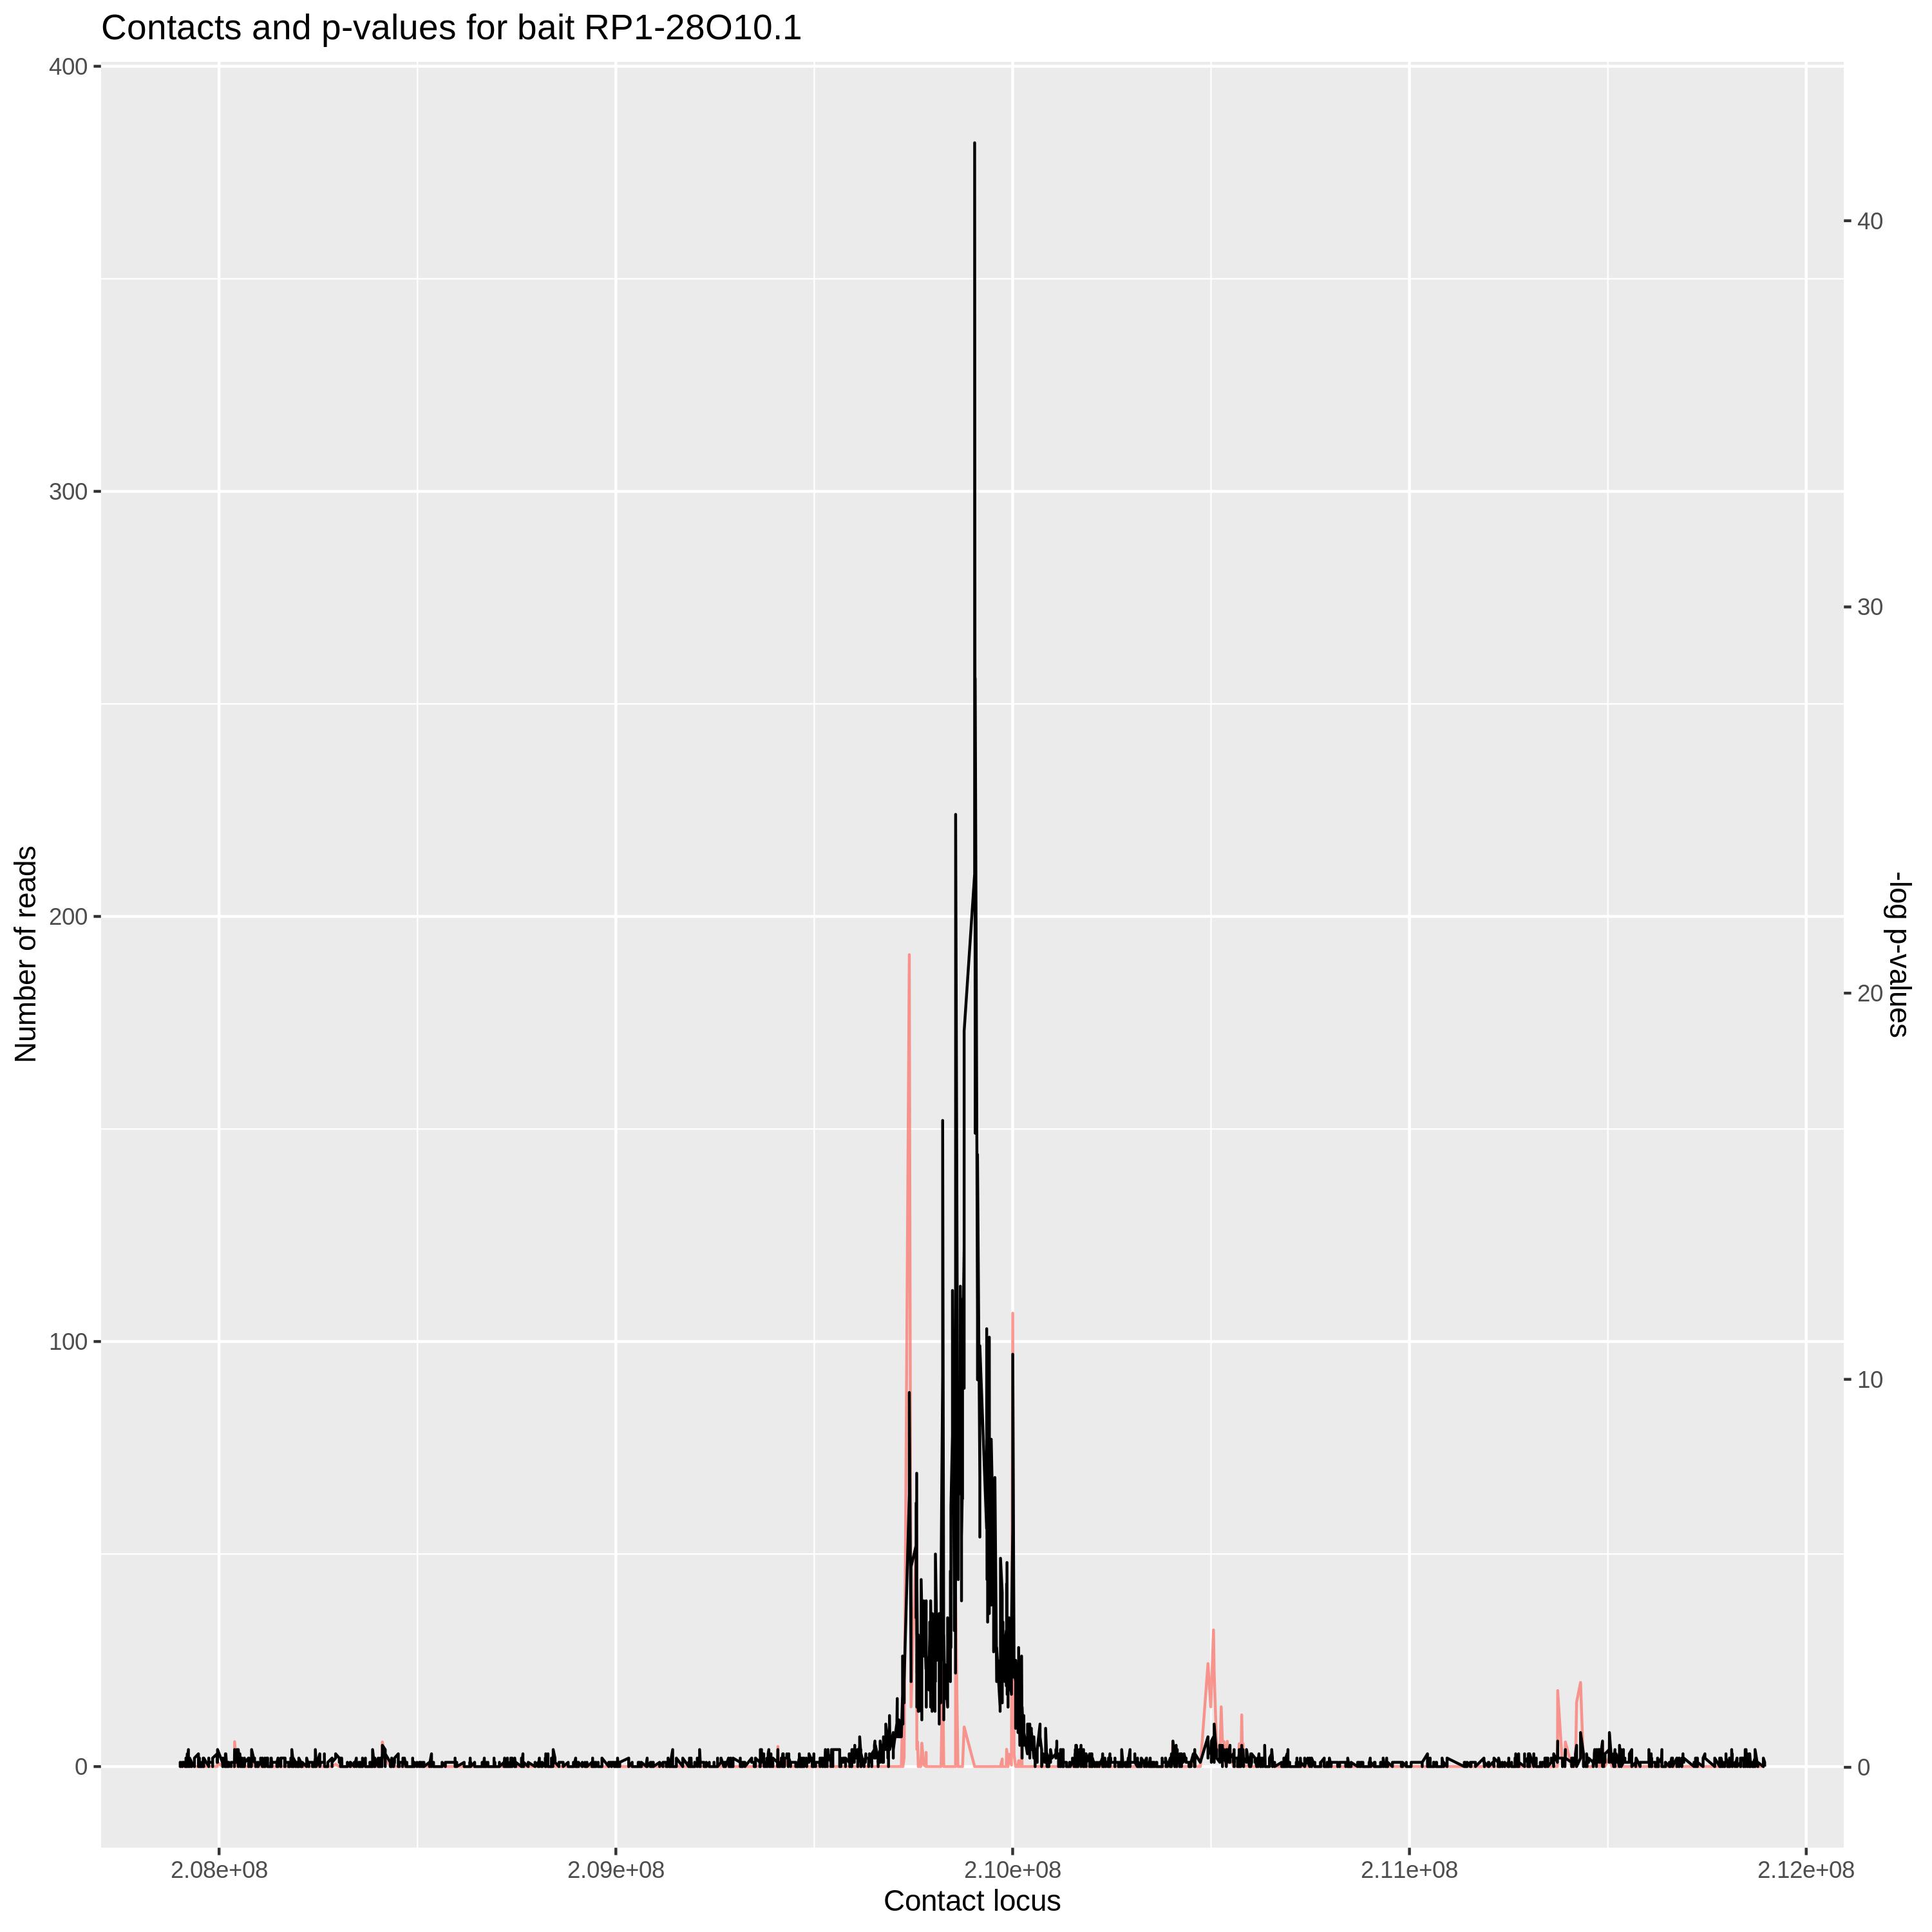 Contacts and p-values for bait RP1-28O10.1
400
300
200
100
0
Number of reads
40
30
20
10
0
-log p-values
2.08e+08 2.09e+08 2.10e+08 2.11e+08 2.12e+08
Contact locus